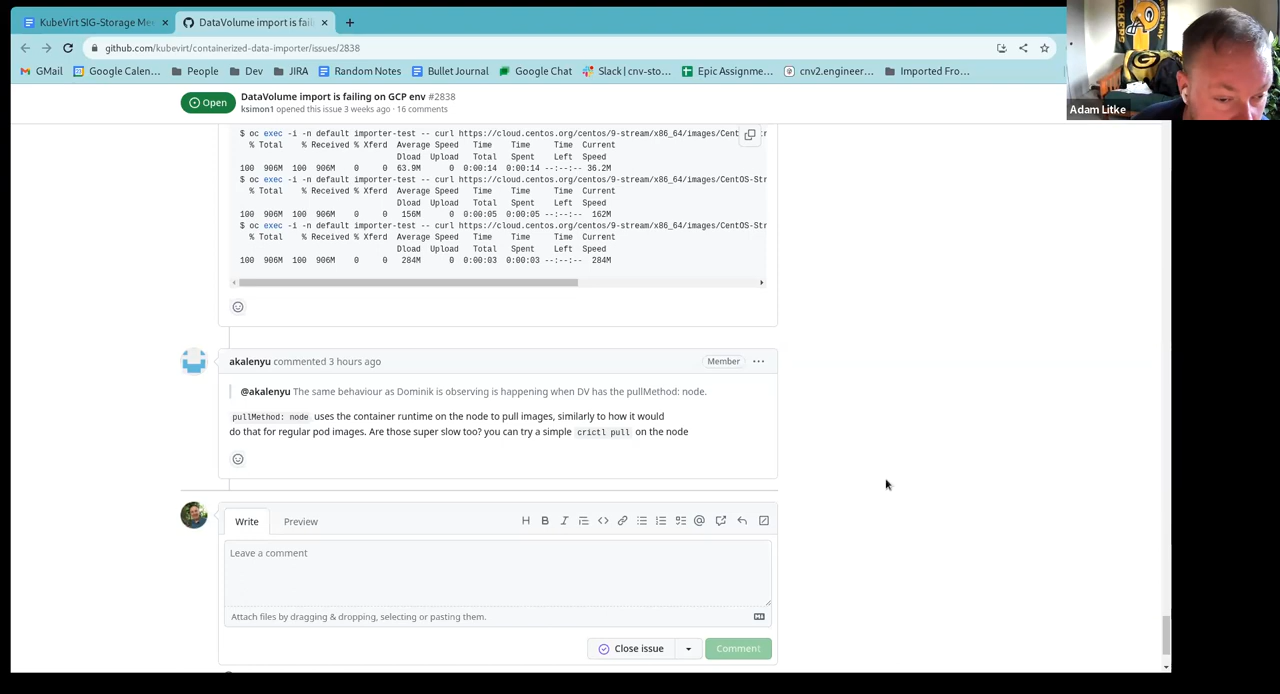 KubeVirt SIG-Storage Me
DataVolume import is fail
github.com/kubevirt/containerized-data-importer/issues/2838
GMail
Google Calen...
People
Dev
JIRA
Random Notes
Bullet Journal
Google Chat
Slack | cnv-sto...
Epic Assignme...
cnv2.engineer...
Imported Fro...
Adam Litke
PACKERS
Open
DataVolume import is failing on GCP env #2838
ksimon1 opened this issue 3 weeks ago · 16 comments
$ oc exec -i -n default importer-test -- curl https://cloud.centos.org/centos/9-stream/x86_64/images/Cent
% Total % Received % Xferd Average Speed Time Time Time Current
Dload Upload Total Spent Left Speed
100 906M 100 906M 0 0 63.9M 0 0:00:14 0:00:14 --:--:-- 36.2M
$ oc exec -i -n default importer-test -- curl https://cloud.centos.org/centos/9-stream/x86_64/images/CentOS-Str
% Total % Received % Xferd Average Speed Time Time Time Current
Dload Upload Total Spent Left Speed
100 906M 100 906M 0 0 156M 0 0:00:05 0:00:05 --:--:-- 162M
$ oc exec -i -n default importer-test -- curl https://cloud.centos.org/centos/9-stream/x86_64/images/CentOS-Str
% Total % Received % Xferd Average Speed Time Time Time Current
Dload Upload Total Spent Left Speed
100 906M 100 906M 0 0 284M 0 0:00:03 0:00:03 --:--:-- 284M
akalenyu commented 3 hours ago
Member
@akalenyu The same behaviour as Dominik is observing is happening when DV has the pullMethod: node.
pullMethod: node uses the container runtime on the node to pull images, similarly to how it would
do that for regular pod images. Are those super slow too? you can try a simple crictl pull on the node
Write
Preview
Leave a comment
Attach files by dragging & dropping, selecting or pasting them.
Close issue
Comment